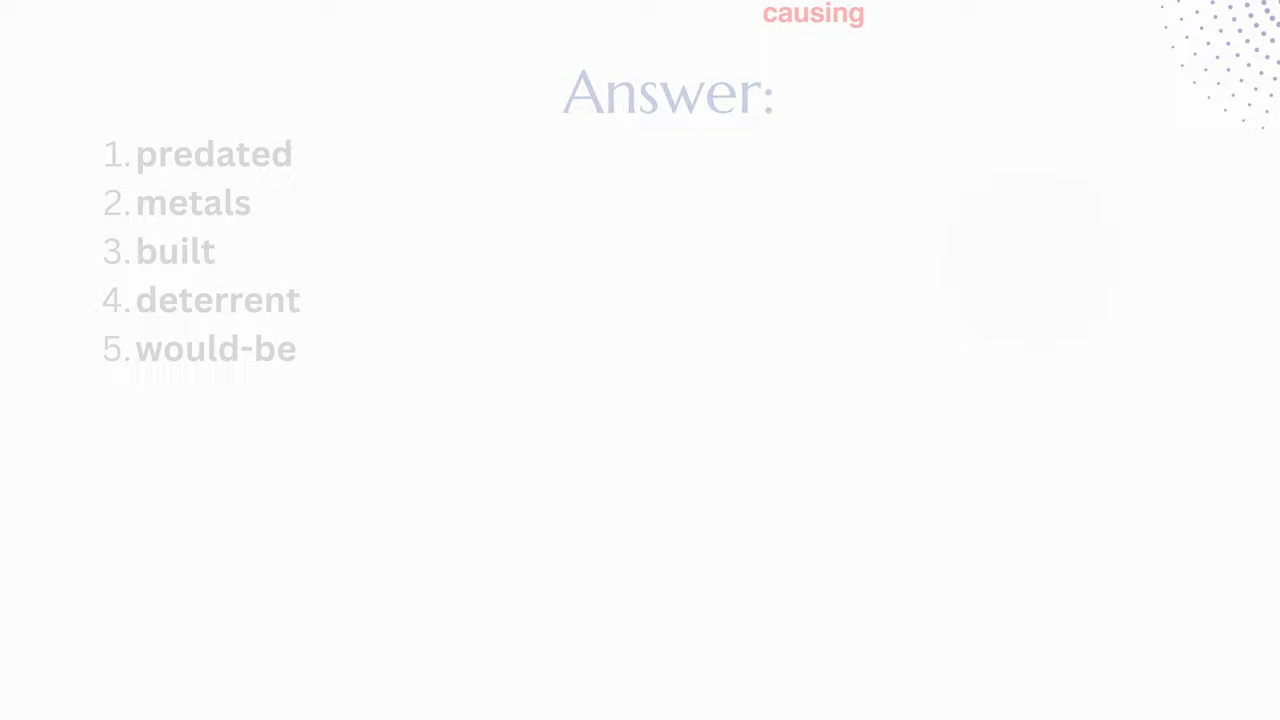 causing
Answer:
1. predated
2. metals
3. built
4. deterrent
5. would-be